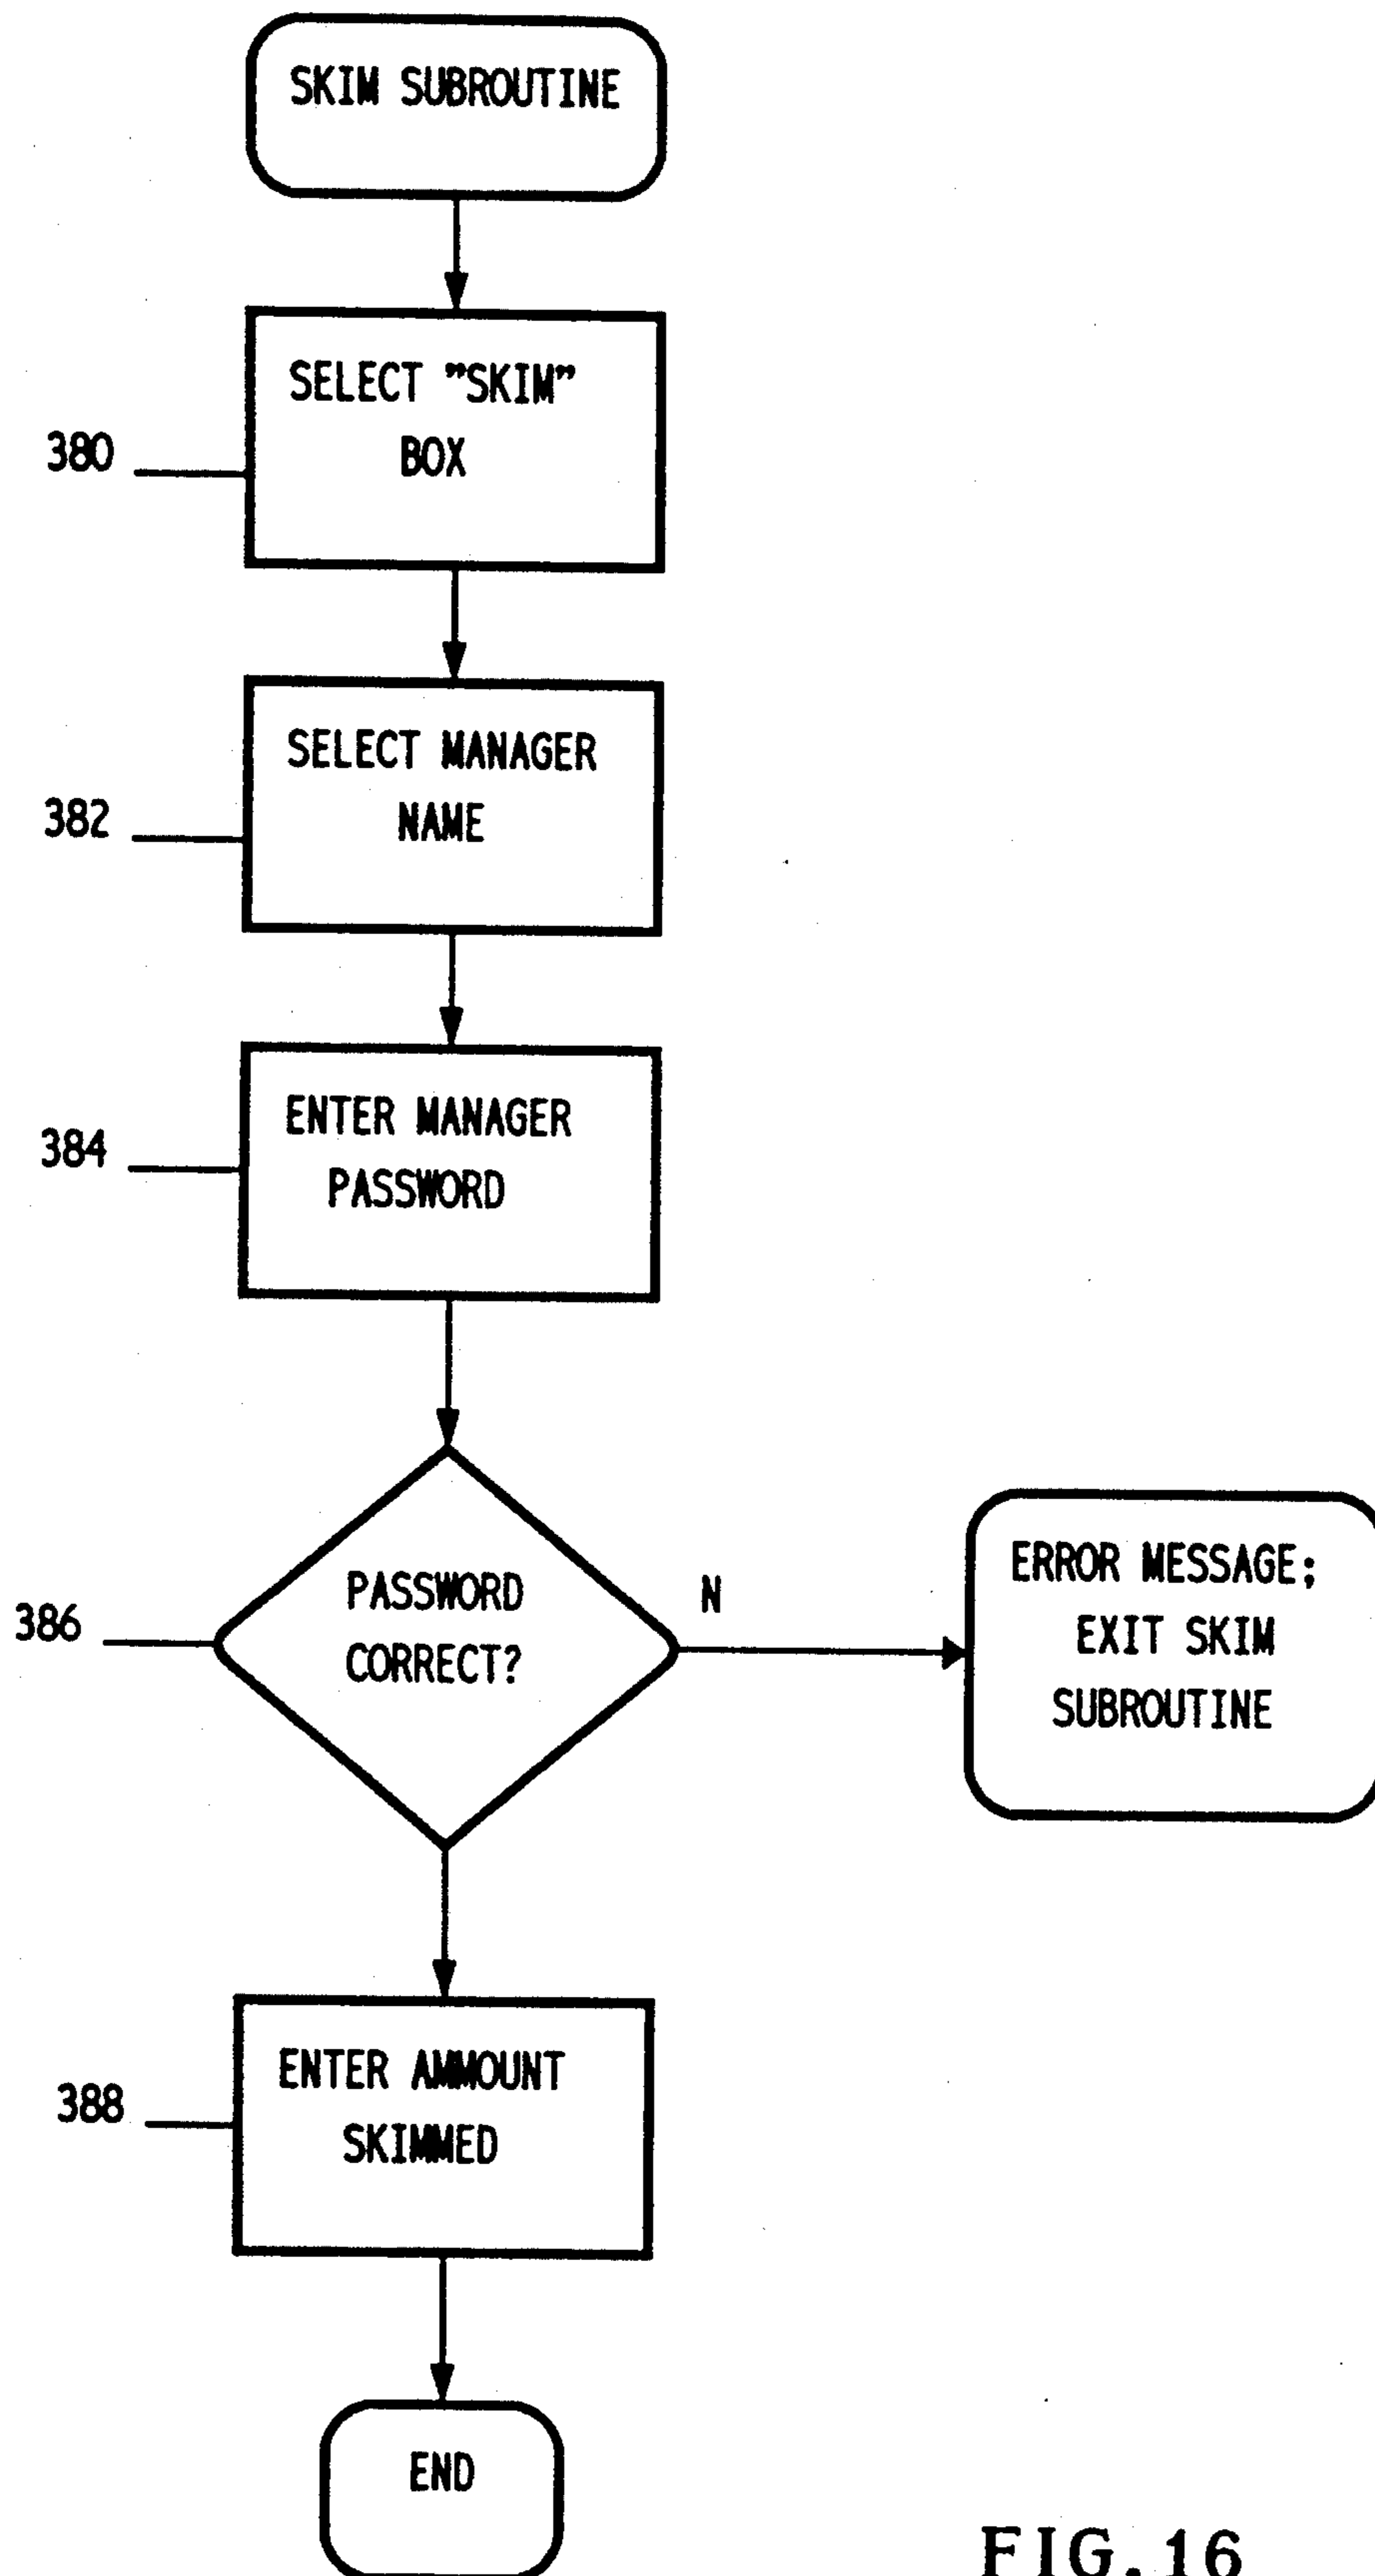 SKIM SUBROUTINE
SELECT "SKIM"
BOX
380
SELECT MANAGER
NAME
382
ENTER MANAGER
PASSWORD
384
PASSWORD
CORRECT?
386
N
ERROR MESSAGE;
EXIT SKIM
SUBROUTINE
ENTER AMMOUNT
SKIMMED
388
END
FIG.16